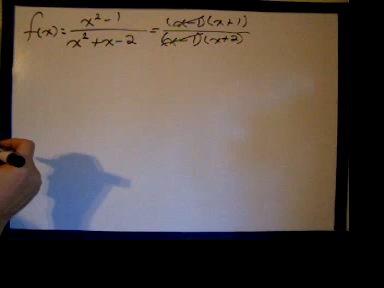 f(x) = x² - 1 / x² + x - 2 = (x-1)(x+1) / (x-1)(x+2)